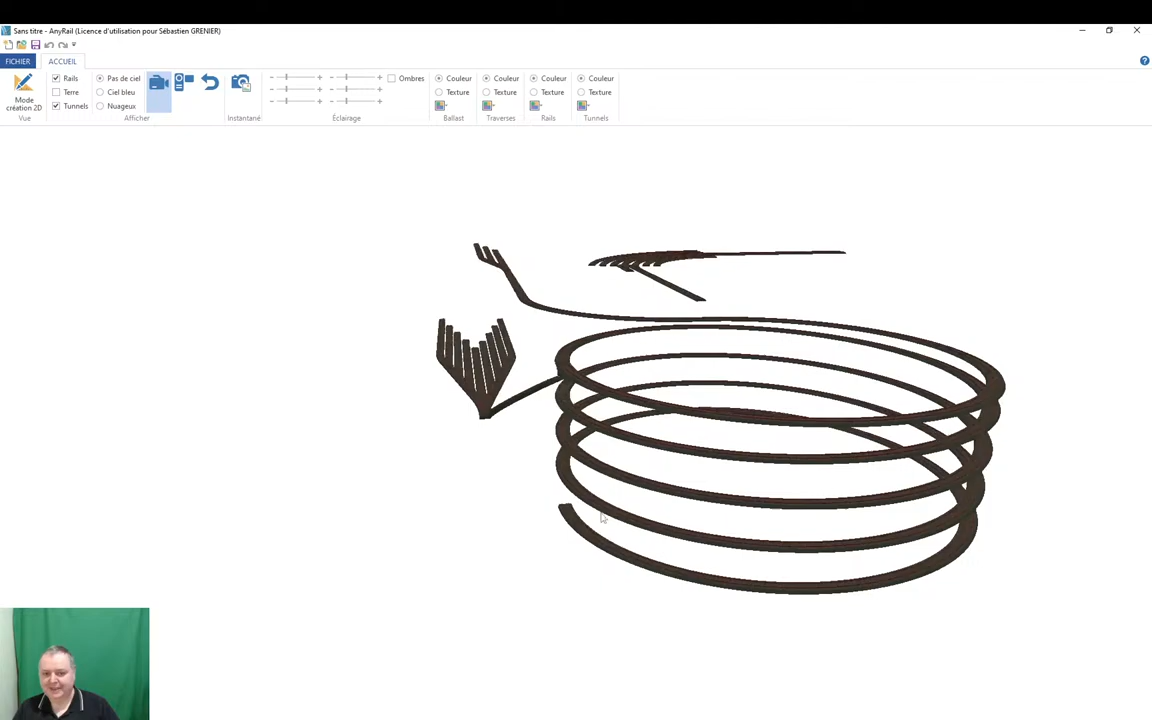 Sans titre - AnyRail (Licence d'utilisation pour Sébastien GRENIER)
FICHIER ACCUEIL
Mode création 2D
Vue
Rails
Terre
Tunnels
Pas de ciel
Ciel bleu
Nuageux
Afficher
Instantané
Ombres
Éclairage
Couleur
Texture
Ballast
Couleur
Texture
Traverses
Couleur
Texture
Rails
Couleur
Texture
Tunnels